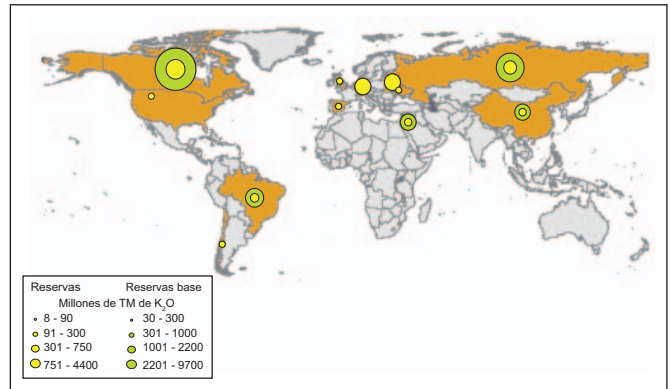 Reservas Reservas base
Millones de TM de K2O
8 - 90 30 - 300
91 - 300 301 - 1000
301 - 750 1001 - 2200
751 - 4400 2201 - 9700